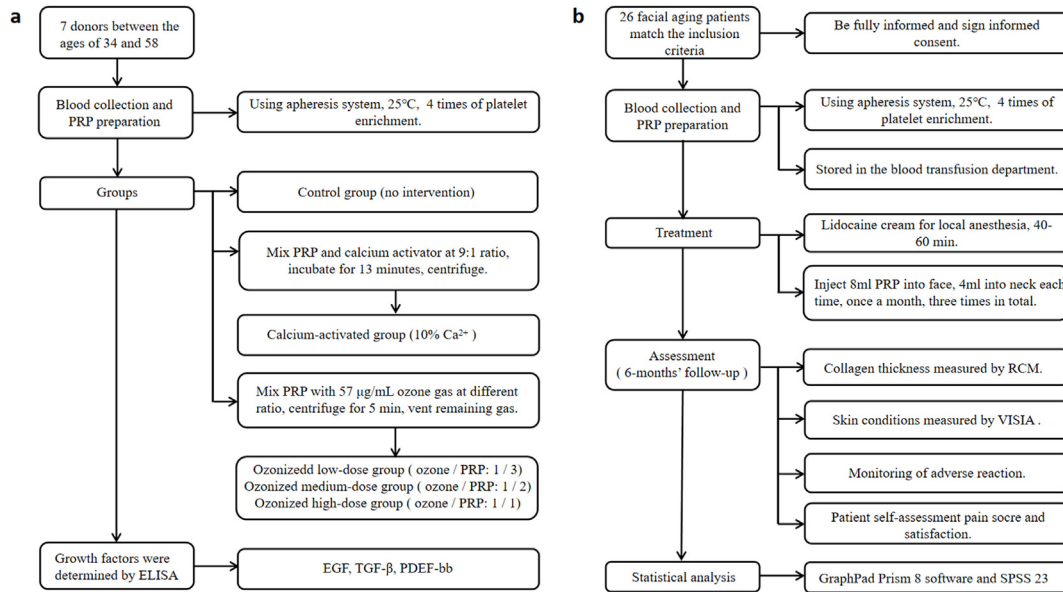 a
7 donors between the
ages of 34 and 58
Blood collection and
PRP preparation
Using apheresis system, 25℃, 4 times of platelet
enrichment.
Groups
Control group (no intervention)
Mix PRP and calcium activator at 9:1 ratio,
incubate for 13 minutes, centrifuge.
Calcium-activated group (10% Ca²⁺ )
Mix PRP with 57 μg/mL ozone gas at different
ratio, centrifuge for 5 min, vent remaining gas.
Ozonizedd low-dose group ( ozone / PRP: 1 / 3)
Ozonized medium-dose group ( ozone / PRP: 1 / 2)
Ozonized high-dose group ( ozone / PRP: 1 / 1)
Growth factors were
determined by ELISA
EGF, TGF-β, PDEF-bb
b
26 facial aging patients
match the inclusion
criteria
Be fully informed and sign informed
consent.
Blood collection and
PRP preparation
Using apheresis system, 25℃, 4 times of
platelet enrichment.
Stored in the blood transfusion department.
Treatment
Lidocaine cream for local anesthesia, 40-
60 min.
Inject 8ml PRP into face, 4ml into neck each
time, once a month, three times in total.
Assessment
( 6-months’ follow-up )
Collagen thickness measured by RCM.
Skin conditions measured by VISIA .
Monitoring of adverse reaction.
Patient self-assessment pain socre and
satisfaction.
Statistical analysis
GraphPad Prism 8 software and SPSS 23